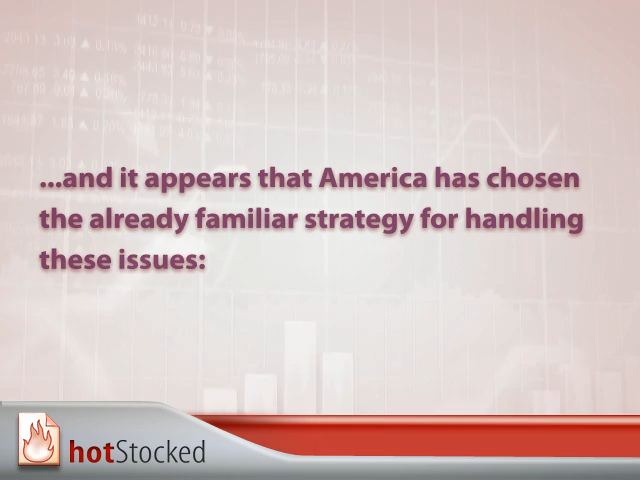 ...and it appears that America has chosen
the already familiar strategy for handling
these issues:
hotStocked